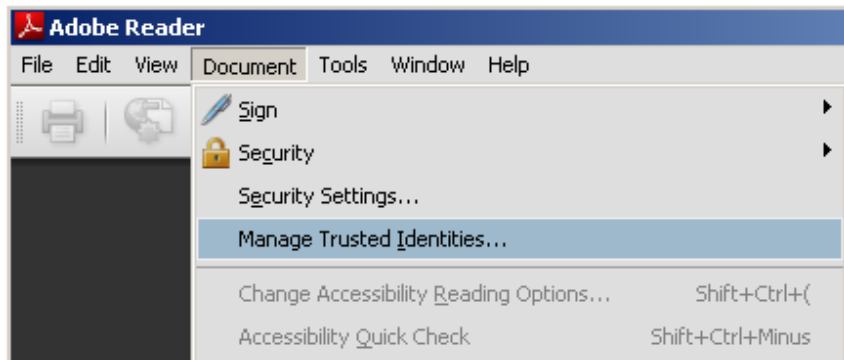 Adobe Reader
File Edit View Document Tools Window Help
Sign
Security
Security Settings...
Manage Trusted Identities...
Change Accessibility Reading Options... Shift+Ctrl+(
Accessibility Quick Check Shift+Ctrl+Minus